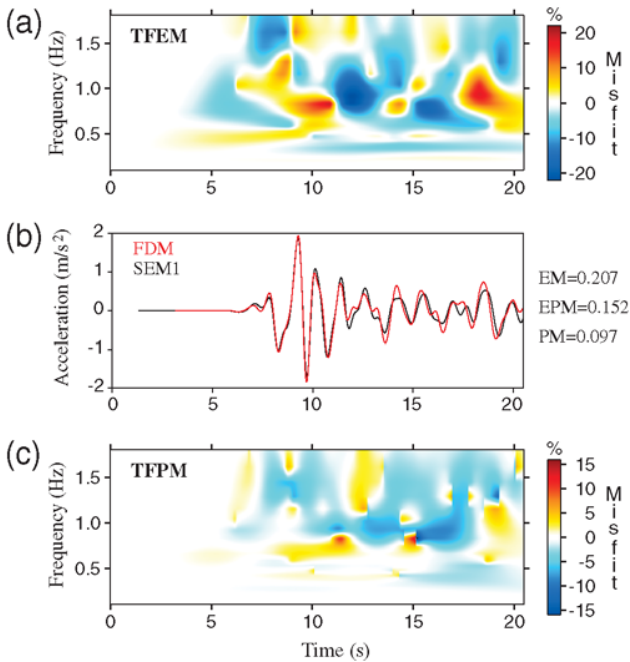 (a)
TFEM
Frequency (Hz)
1.5
1.0
0.5
0 5 10 15 20
%
20
10
0
-10
-20
Misfit
(b)
FDM
SEM1
Acceleration (m/s²)
2
1
0
-1
-2
0 5 10 15 20
EM=0.207
EPM=0.152
PM=0.097
(c)
TFPM
Frequency (Hz)
1.5
1.0
0.5
0 5 10 15 20
Time (s)
%
15
10
5
0
-5
-10
-15
Misfit